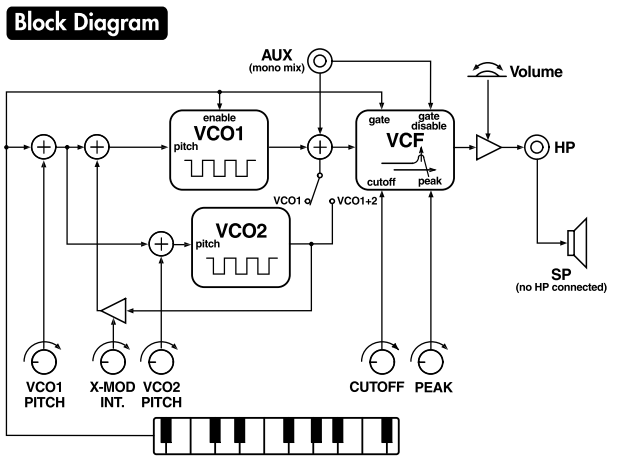 Block Diagram
AUX
(mono mix)
Volume
enable
VCO1
pitch
gate
gate
disable
VCF
cutoff
peak
HP
VCO1
VCO1+2
VCO2
pitch
SP
(no HP connected)
VCO1
PITCH
X-MOD
INT.
VCO2
PITCH
CUTOFF
PEAK